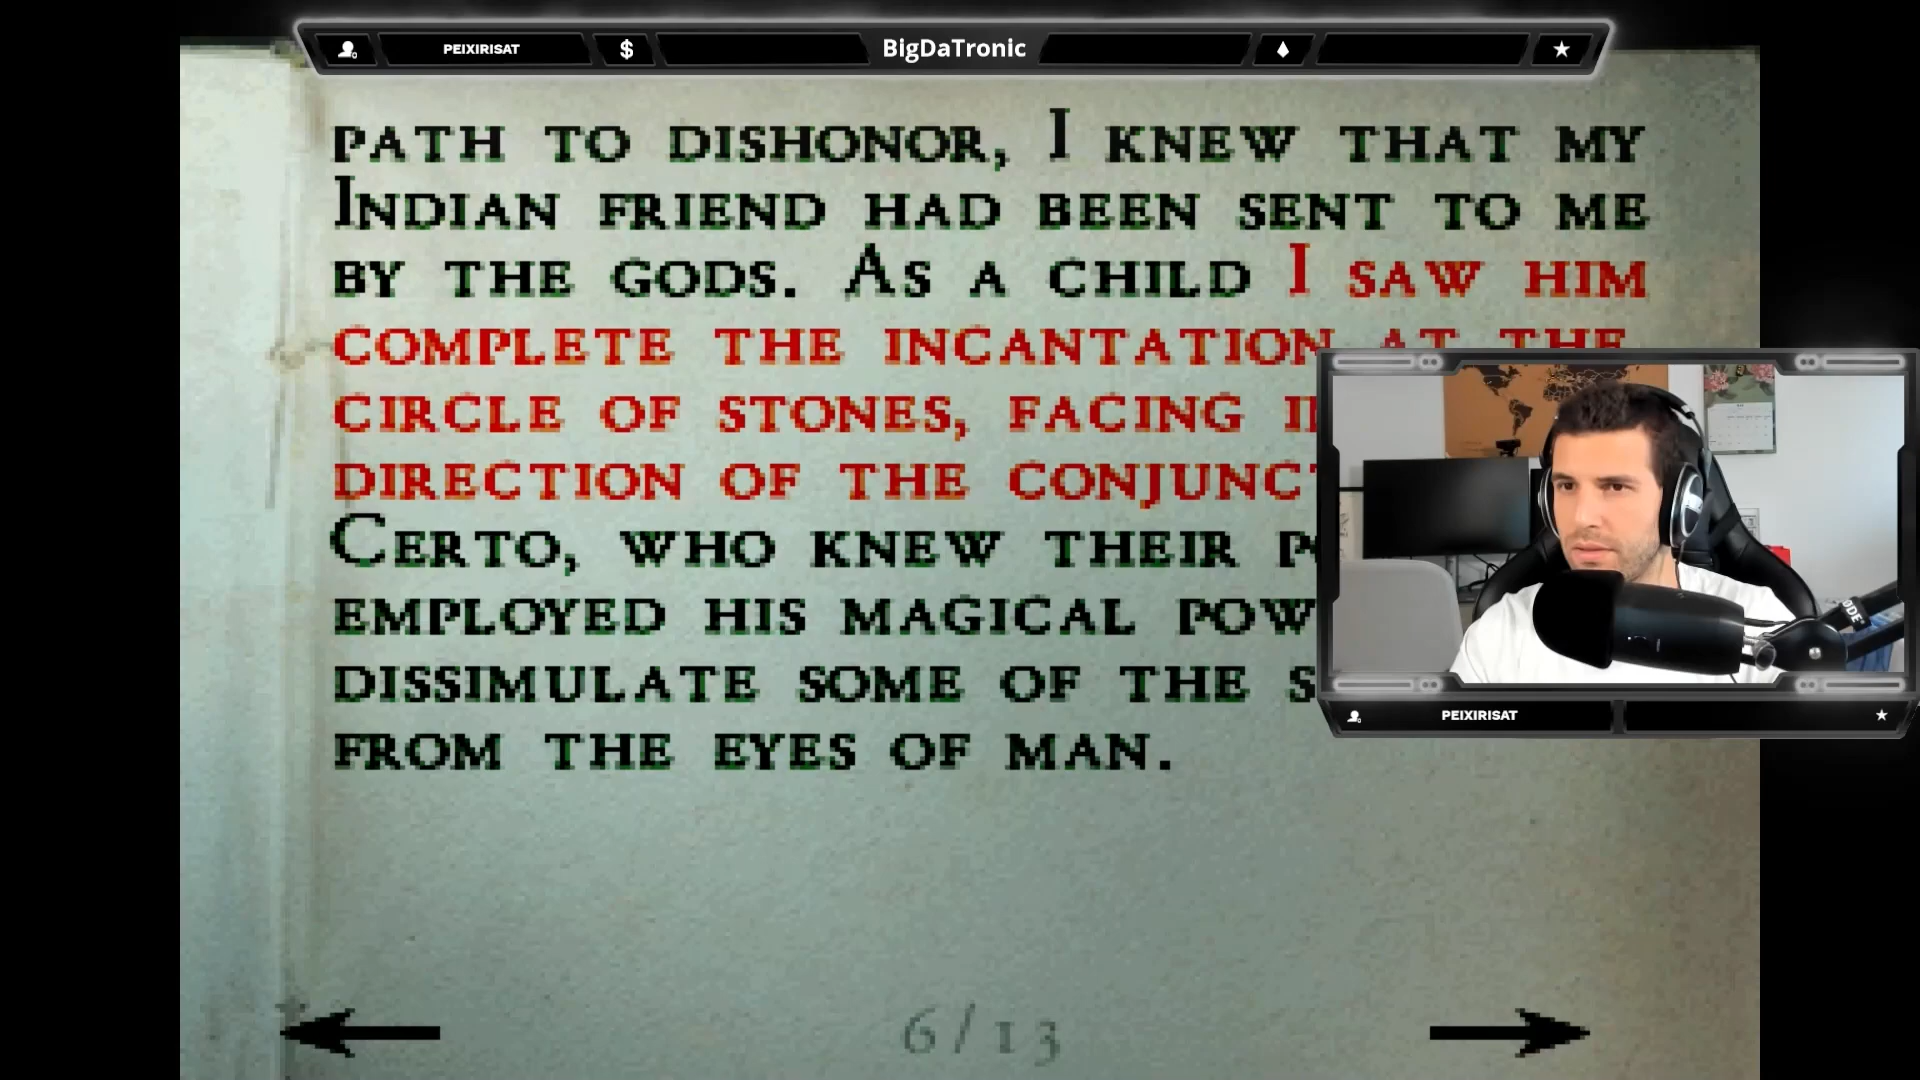 PEIXIRISAT
$
BigDaTronic
PATH TO DISHONOR, I KNEW THAT MY
INDIAN FRIEND HAD BEEN SENT TO ME
BY THE GODS. AS A CHILD I SAW HIM
COMPLETE THE INCANTATION AT THE
CIRCLE OF STONES, FACING
DIRECTION OF THE
CERTO, WHO KNEW THEIR
EMPLOYED HIS MAGICAL
DISSIMULATE SOME OF THE
FROM THE EYES OF MAN.
PEIXIRISAT
6/13